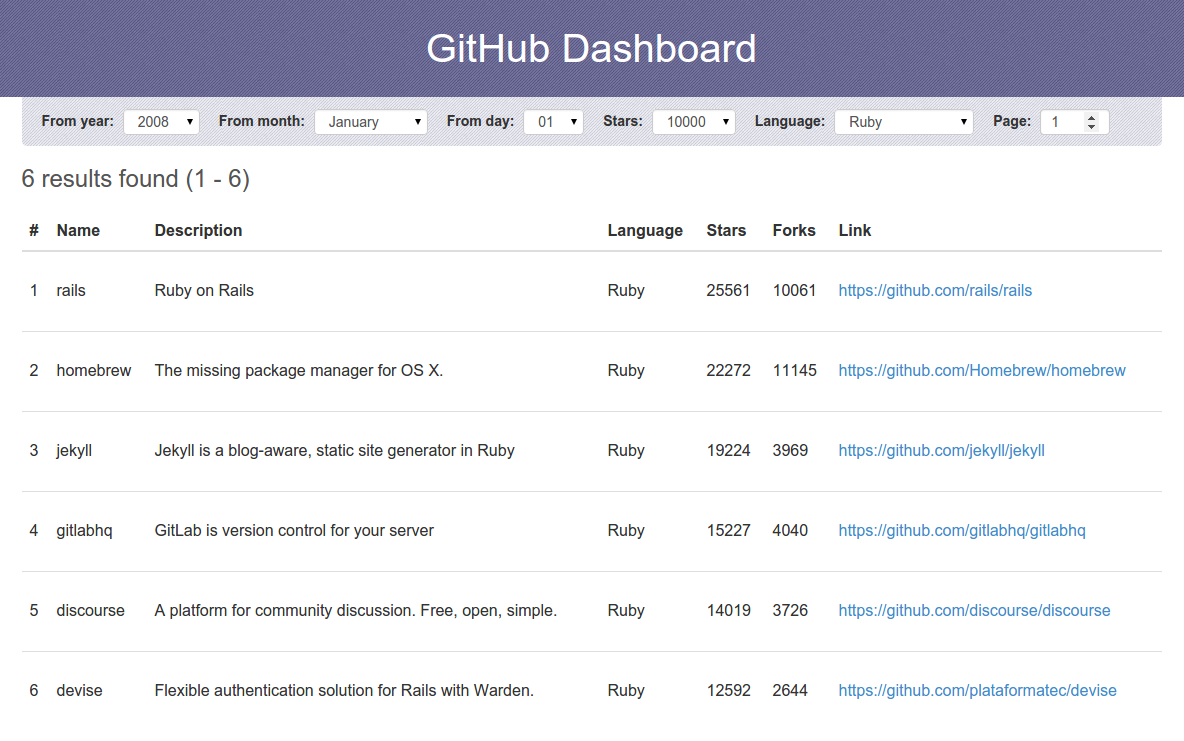 GitHub Dashboard
From year: 2008 From month: January From day: 01 Stars: 10000 Language: Ruby Page: 1
6 results found (1 - 6)
# Name Description Language Stars Forks Link
1 rails Ruby on Rails Ruby 25561 10061 https://github.com/rails/rails
2 homebrew The missing package manager for OS X. Ruby 22272 11145 https://github.com/Homebrew/homebrew
3 jekyll Jekyll is a blog-aware, static site generator in Ruby Ruby 19224 3969 https://github.com/jekyll/jekyll
4 gitlabhq GitLab is version control for your server Ruby 15227 4040 https://github.com/gitlabhq/gitlabhq
5 discourse A platform for community discussion. Free, open, simple. Ruby 14019 3726 https://github.com/discourse/discourse
6 devise Flexible authentication solution for Rails with Warden. Ruby 12592 2644 https://github.com/plataformatec/devise